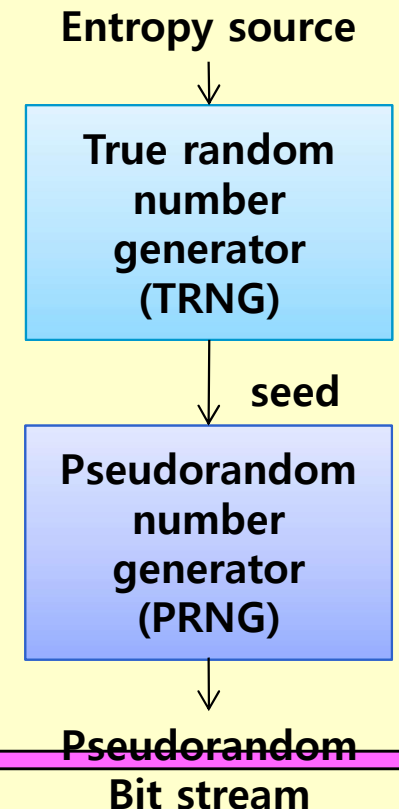 Entropy source
True random
number
generator
(TRNG)
seed
Pseudorandom
number
generator
(PRNG)
Pseudorandom
Bit stream